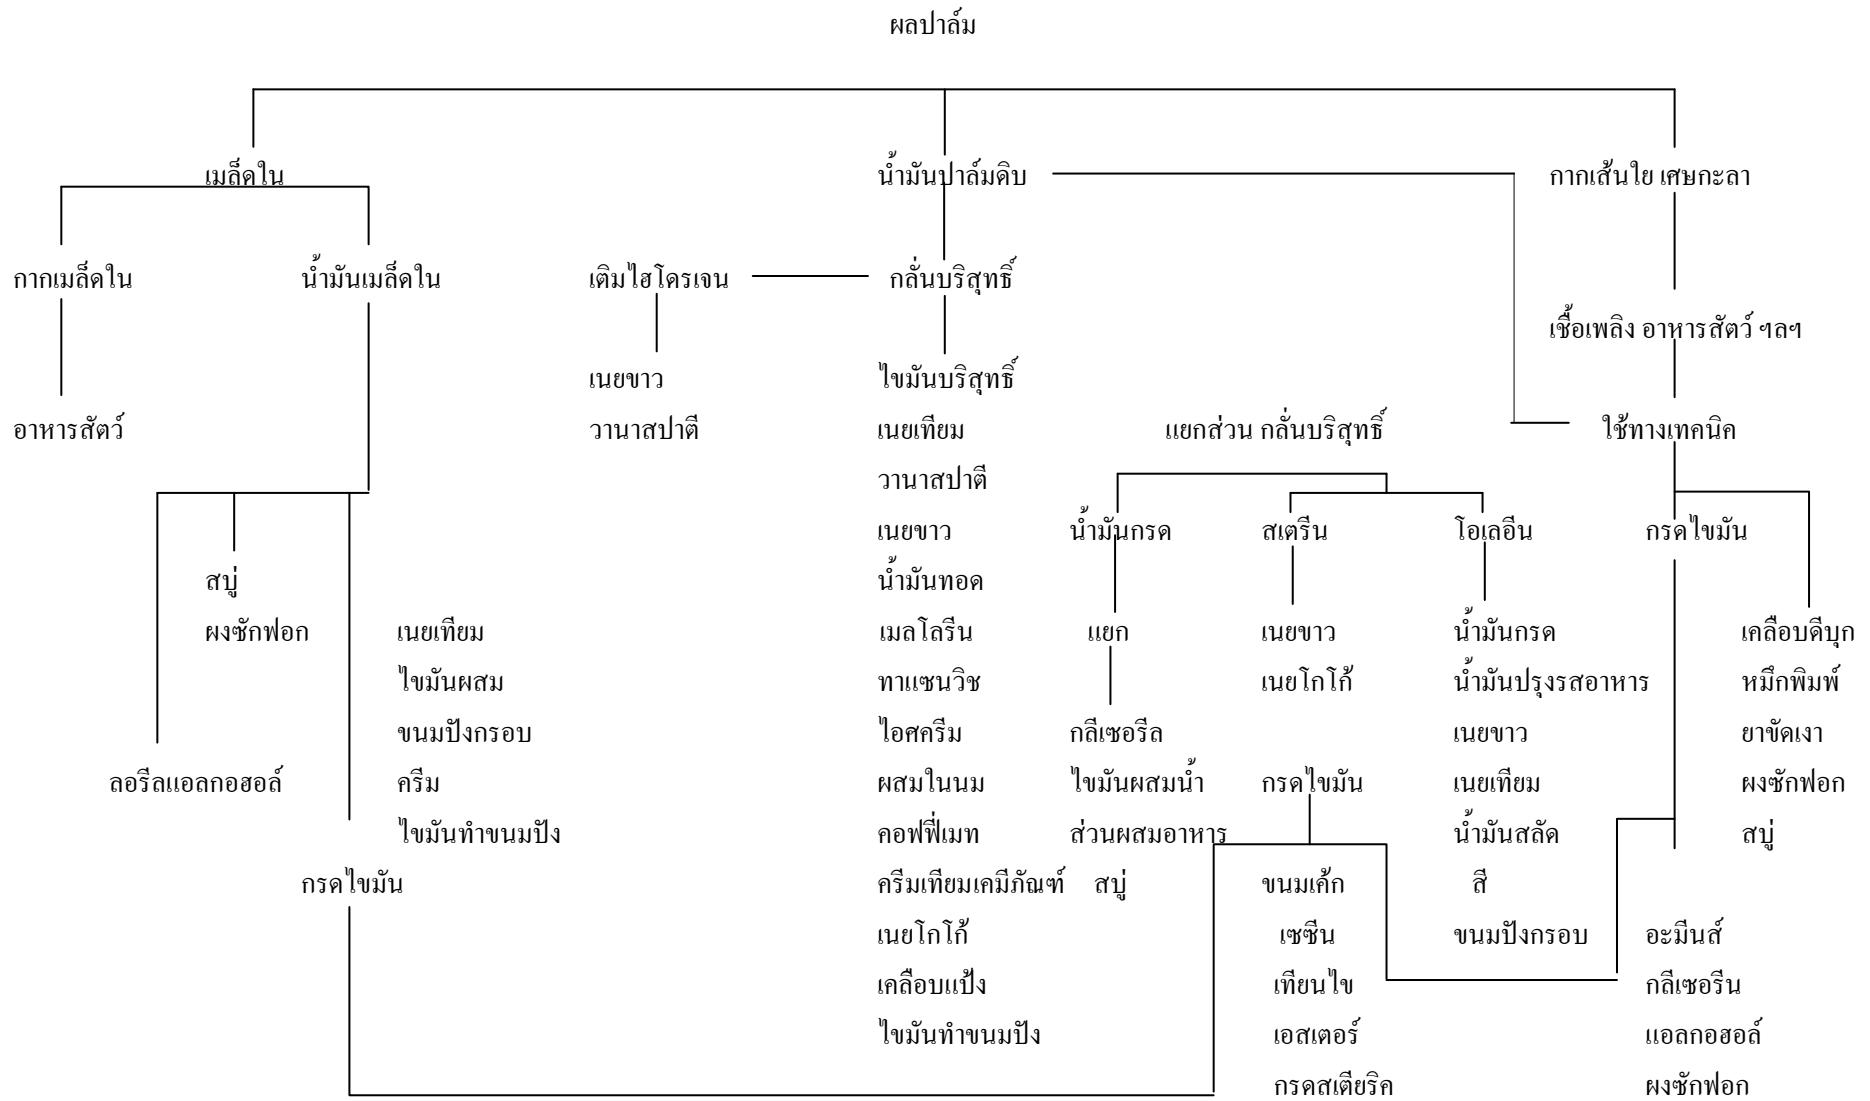 ผลปาล์ม
เมล็ดใน น้ำมันปาล์มดิบ กากเส้นใย เศษกะลา
กากเมล็ดใน น้ำมันเมล็ดใน เติมไฮโดรเจน กลั่นบริสุทธิ์
เชื้อเพลิง อาหารสัตว์ ฯลฯ
เนยขาว ไขมันบริสุทธิ์
อาหารสัตว์ วานาสปาตี เนยเทียม แยกส่วน กลั่นบริสุทธิ์ ใช้ทางเทคนิค
วานาสปาตี
เนยขาว น้ำมันกรด สเตรีน โอเลอีน กรดไขมัน
สบู่ น้ำมันทอด
ผงซักฟอก เนยเทียม เมลโลรีน แยก เนยขาว น้ำมันกรด เคลือบดีบุก
ไขมันผสม ทาแซนวิช เนยโกโก้ น้ำมันปรุงรสอาหาร หมึกพิมพ์
ขนมปังกรอบ ไอศครีม กลีเซอรีล เนยขาว ยาขัดเงา
ลอรีลแอลกอฮอล์ ครีม ผสมในนม ไขมันผสมน้ำ กรดไขมัน เนยเทียม ผงซักฟอก
ไขมันทำขนมปัง คอฟฟี่เมท ส่วนผสมอาหาร น้ำมันสลัด สบู่
กรดไขมัน ครีมเทียมเคมีภัณฑ์ สบู่ ขนมเค้ก สี
เนยโกโก้ เซซีน ขนมปังกรอบ อะมีนส์
เคลือบแป้ง เทียนไข กลีเซอรีน
ไขมันทำขนมปัง เอสเตอร์ แอลกอฮอล์
กรดสเตียริค ผงซักฟอก